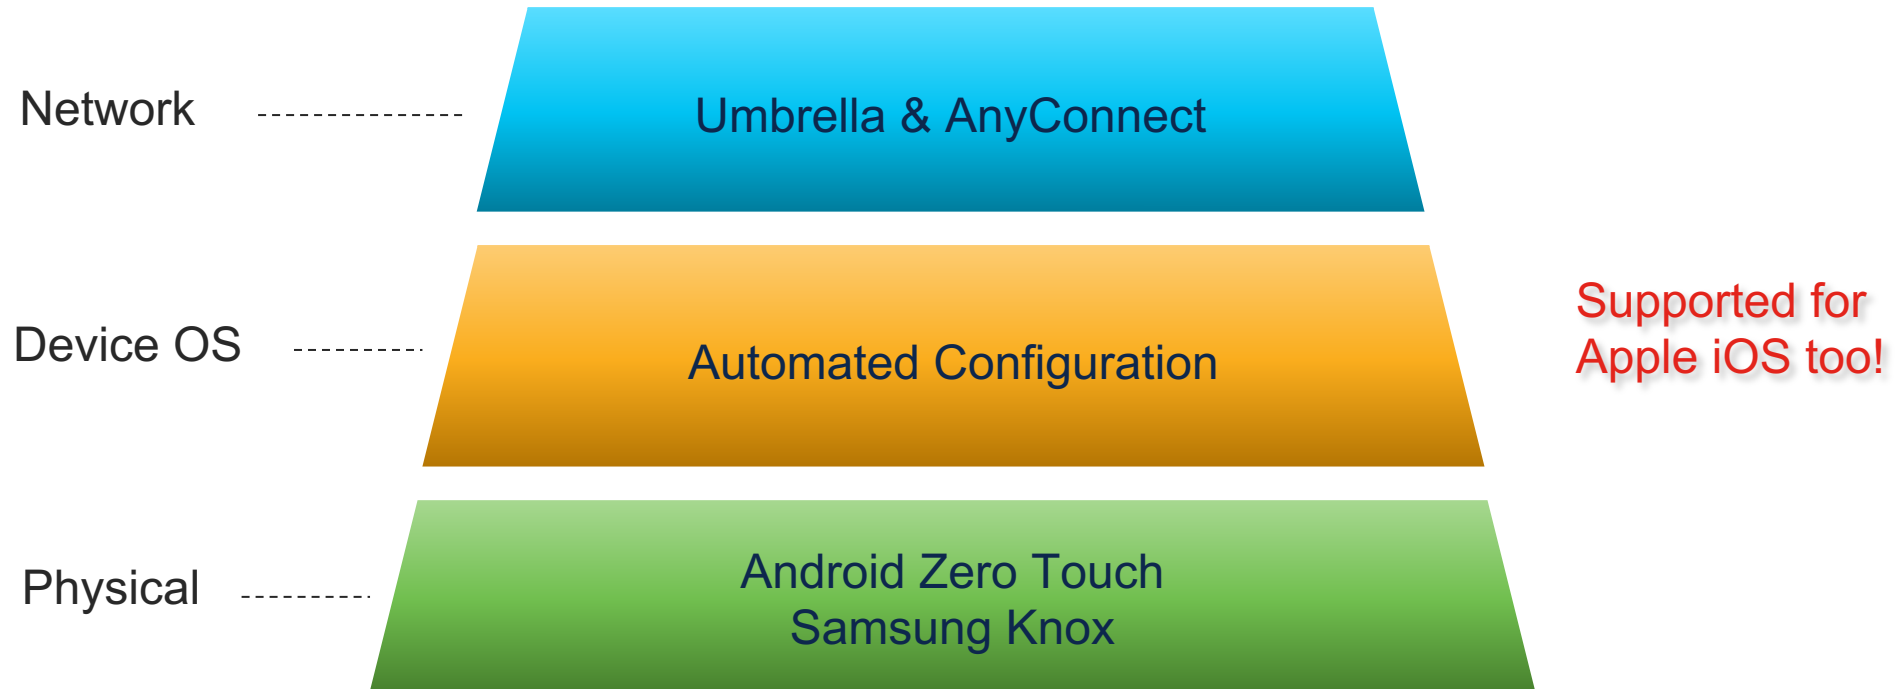 Network
Umbrella & AnyConnect
Device OS
Automated Configuration
Supported for
Apple iOS too!
Physical
Android Zero Touch
Samsung Knox